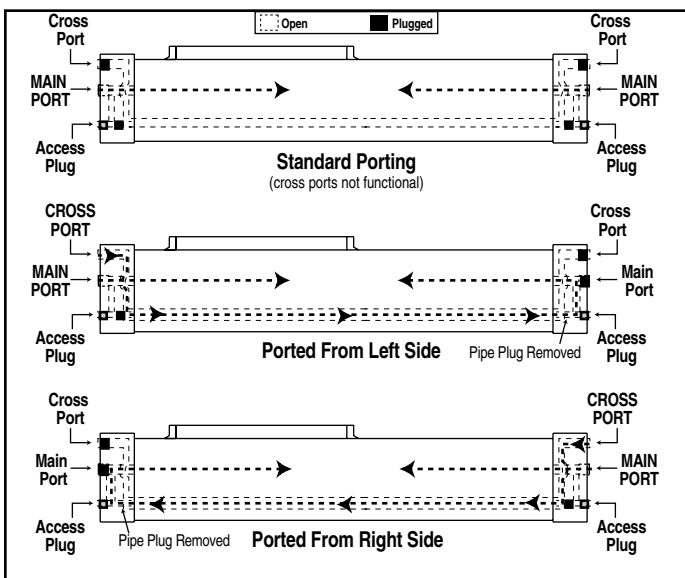 Open Plugged
Cross
Port
Cross
Port
MAIN
PORT
MAIN
PORT
Access
Plug
Access
Plug
Standard Porting
(cross ports not functional)
CROSS
PORT
Cross
Port
MAIN
PORT
Main
Port
Access
Plug
Access
Plug
Ported From Left Side
Pipe Plug Removed
Cross
Port
CROSS
PORT
Main
Port
MAIN
PORT
Access
Plug
Access
Plug
Pipe Plug Removed
Ported From Right Side